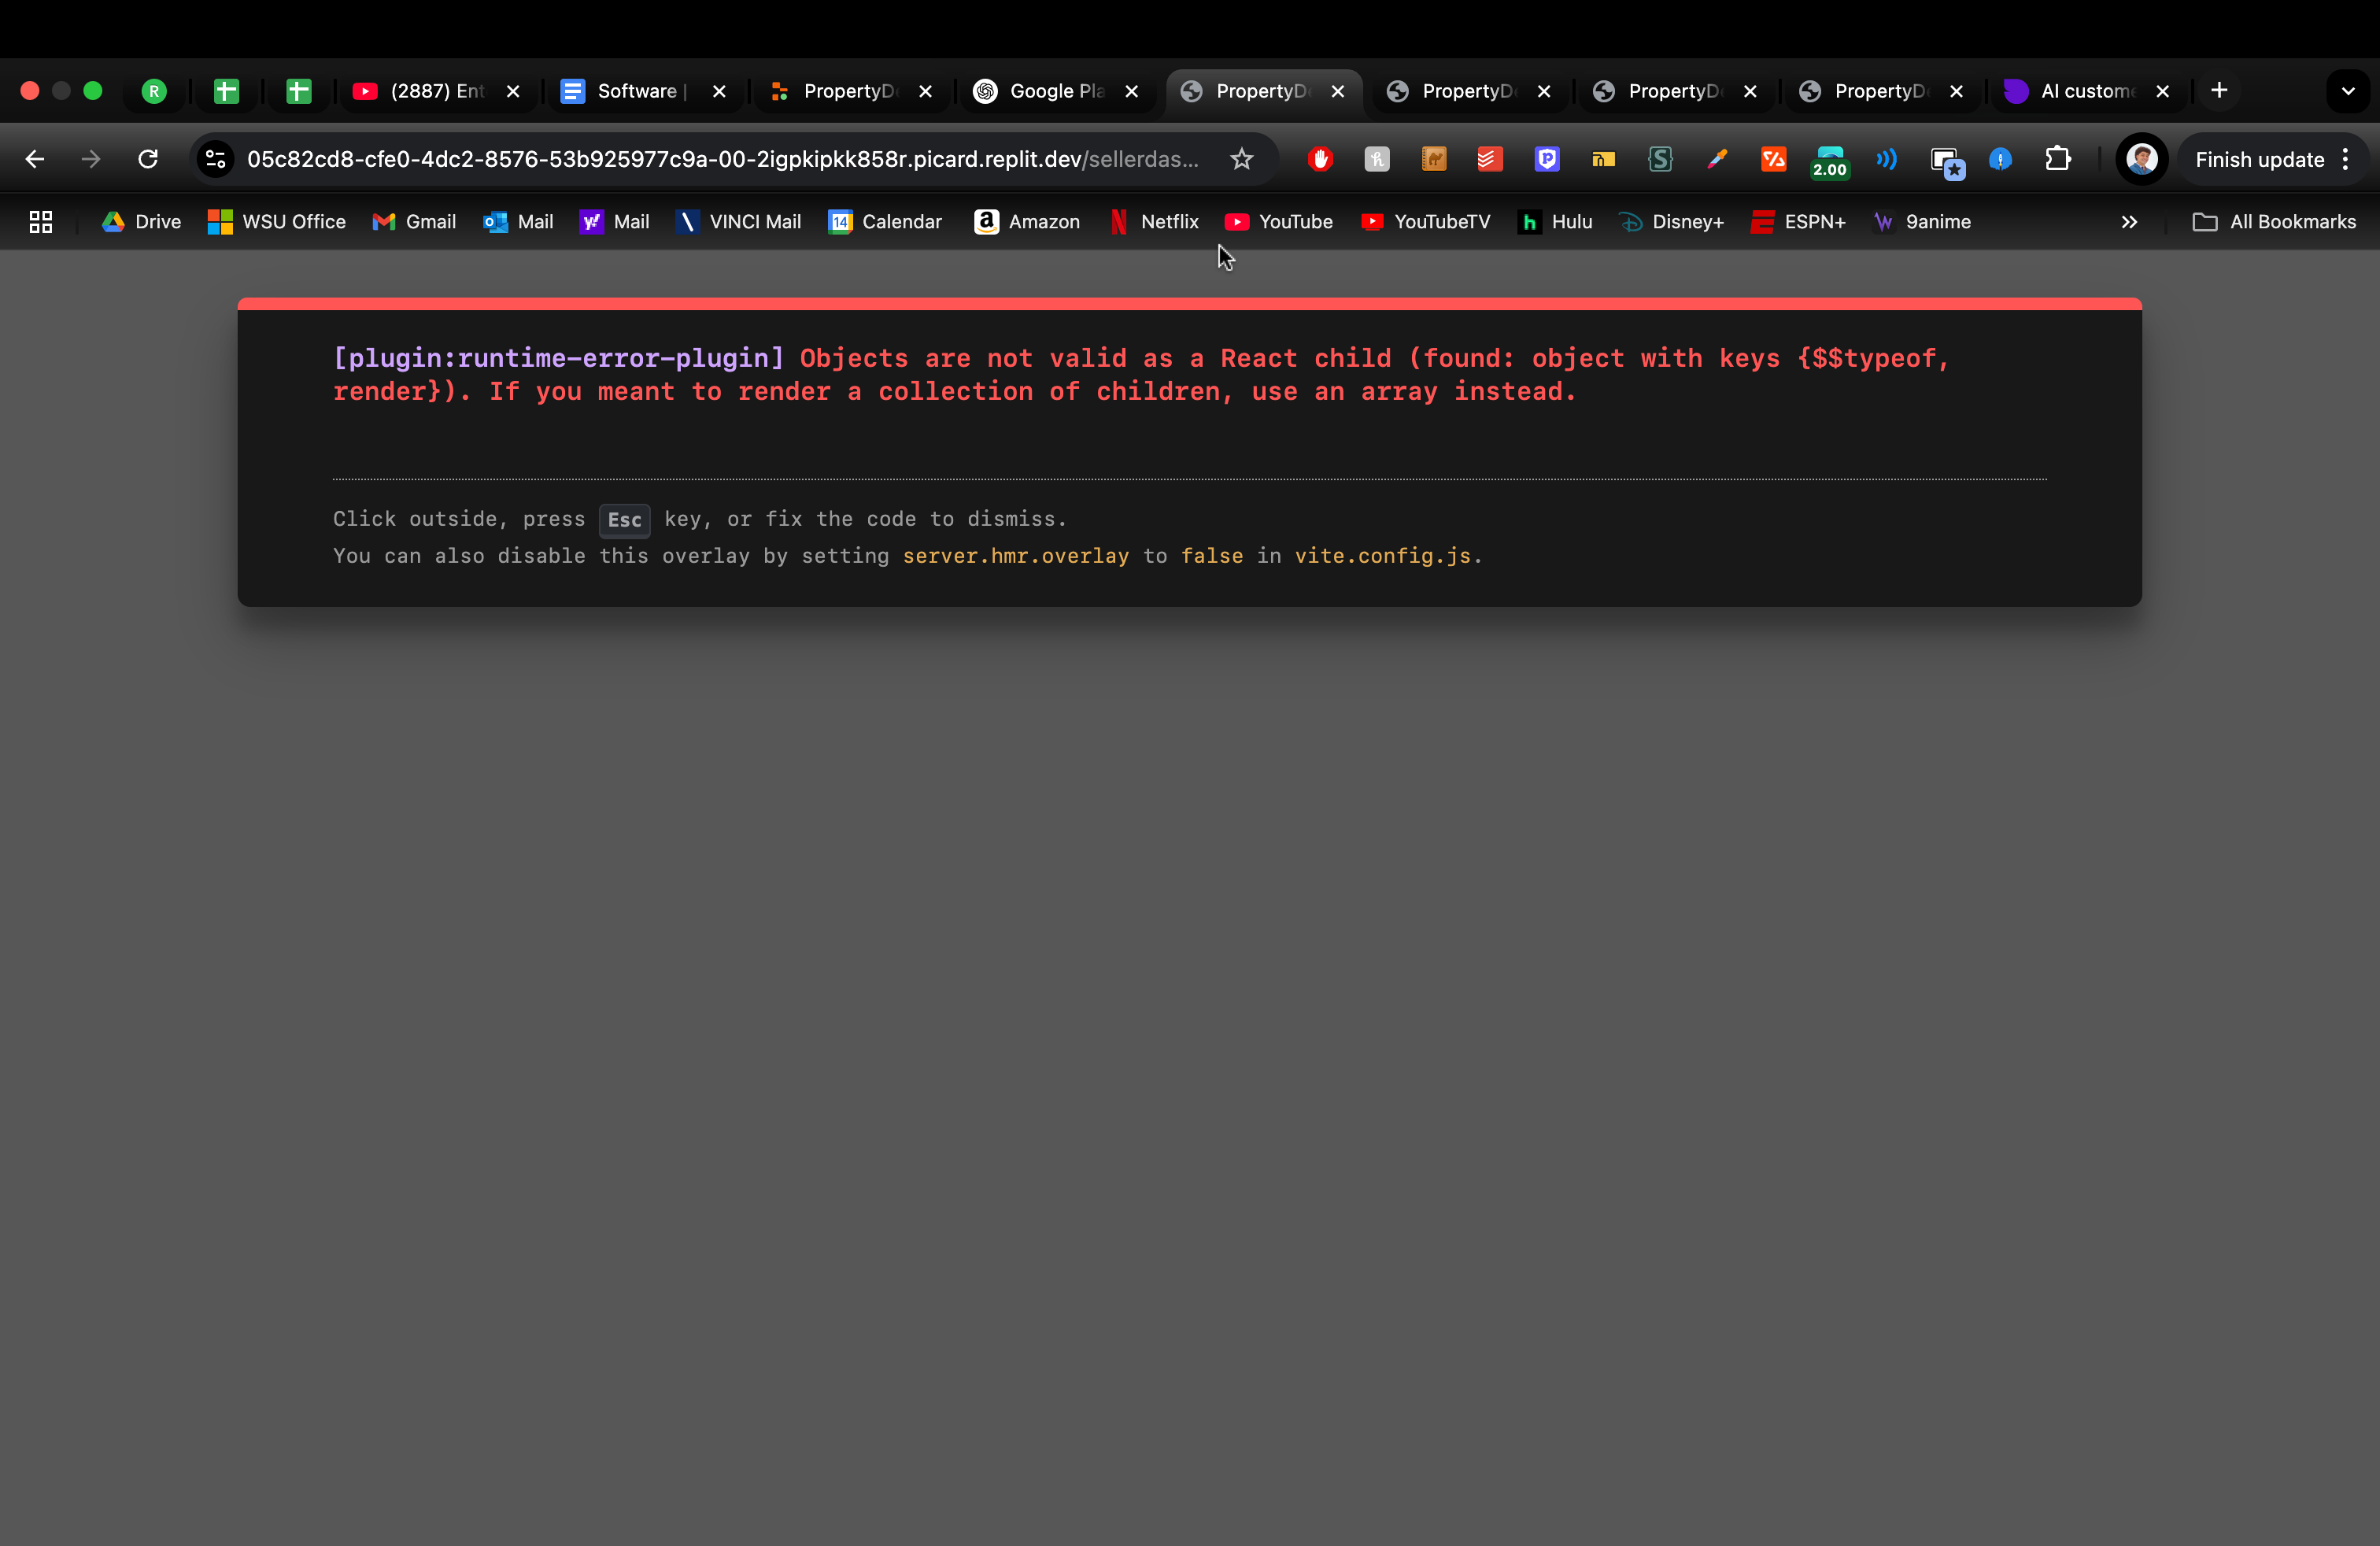 R
(2887) Ent
Software |
PropertyD
Google Pla
PropertyD
PropertyD
PropertyD
PropertyD
AI custome
05c82cd8-cfe0-4dc2-8576-53b925977c9a-00-2igpkipkk858r.picard.replit.dev/sellerdas...
2.00
Finish update
Drive
WSU Office
Gmail
Mail
Mail
VINCI Mail
14
Calendar
Amazon
Netflix
YouTube
YouTubeTV
Hulu
Disney+
ESPN+
9anime
All Bookmarks
[plugin:runtime-error-plugin] Objects are not valid as a React child (found: object with keys {$$typeof,
render}). If you meant to render a collection of children, use an array instead.
Click outside, press Esc key, or fix the code to dismiss.
You can also disable this overlay by setting server.hmr.overlay to false in vite.config.js.